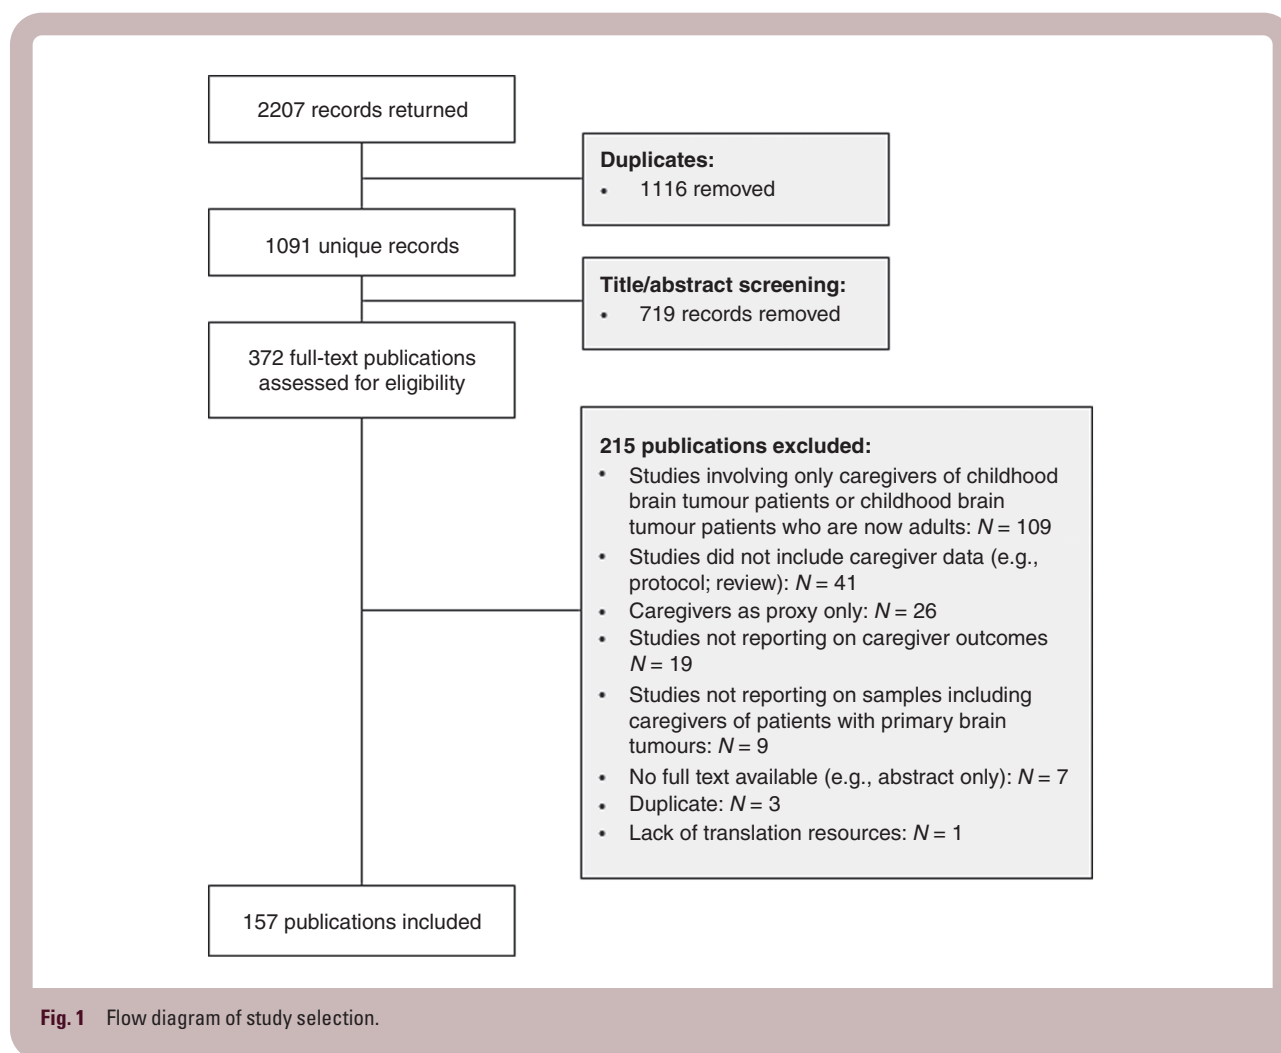 2207 records returned
Duplicates:
• 1116 removed
1091 unique records
Title/abstract screening:
• 719 records removed
372 full-text publications
assessed for eligibility
215 publications excluded:
• Studies involving only caregivers of childhood
brain tumour patients or childhood brain
tumour patients who are now adults: N = 109
• Studies did not include caregiver data (e.g.,
protocol; review): N = 41
• Caregivers as proxy only: N = 26
• Studies not reporting on caregiver outcomes
N = 19
• Studies not reporting on samples including
caregivers of patients with primary brain
tumours: N = 9
• No full text available (e.g., abstract only): N = 7
• Duplicate: N = 3
• Lack of translation resources: N = 1
157 publications included
Fig. 1 Flow diagram of study selection.